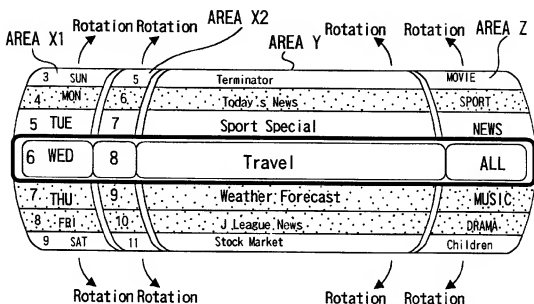 AREA X1 Rotation Rotation AREA X2 AREA Y Rotation Rotation AREA Z
3 SUN 5 Terminator MOVIE
4 MON 6 Today's News SPORT
5 TUE 7 Sport Special NEWS
6 WED 8 Travel ALL
7 THU 9 Weather Forecast MUSIC
8 FRI 10 J League News DRAMA
9 SAT 11 Stock Market Children
Rotation Rotation Rotation Rotation